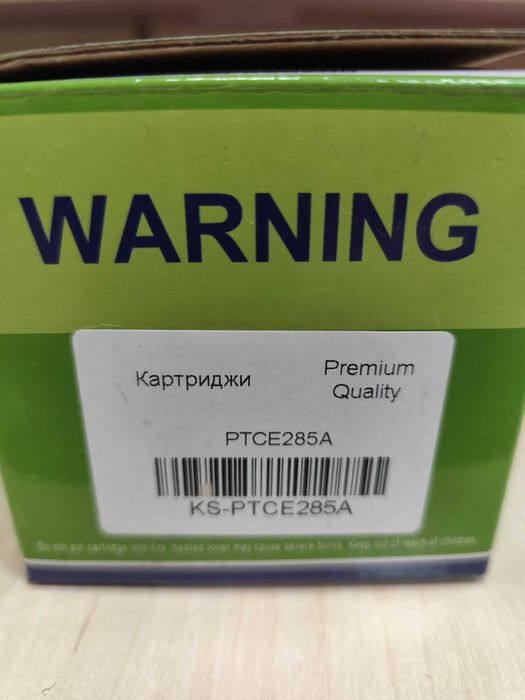 WARNING
Картриджи
Premium
Quality
PTCE285A
KS-PTCE285A
Do not put cartridge into fire, heated toner may cause severe burns. Keep out of reach of children.